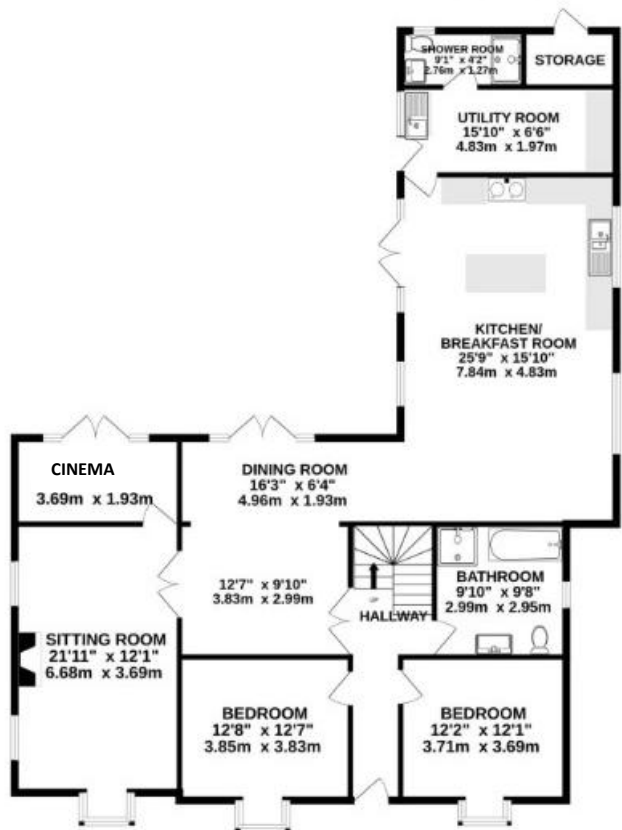 SHOWER ROOM
9'1" x 4'2"
2.76m x 1.27m
STORAGE
UTILITY ROOM
15'10" x 6'6"
4.83m x 1.97m
KITCHEN/
BREAKFAST ROOM
25'9" x 15'10"
7.84m x 4.83m
CINEMA
3.69m x 1.93m
DINING ROOM
16'3" x 6'4"
4.96m x 1.93m
12'7" x 9'10"
3.83m x 2.99m
UP
HALLWAY
BATHROOM
9'10" x 9'8"
2.99m x 2.95m
SITTING ROOM
21'11" x 12'1"
6.68m x 3.69m
BEDROOM
12'8" x 12'7"
3.85m x 3.83m
BEDROOM
12'2" x 12'1"
3.71m x 3.69m